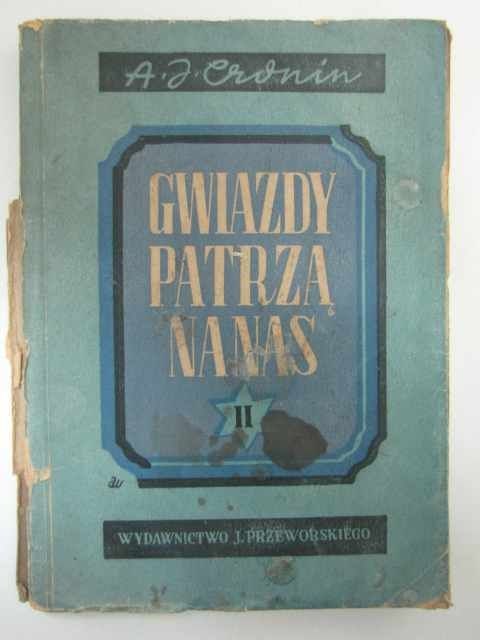 A. J. Cronin
GWIAZDY
PATRZĄ
NA NAS
II
WYDAWNICTWO J. PRZEWORSKIEGO